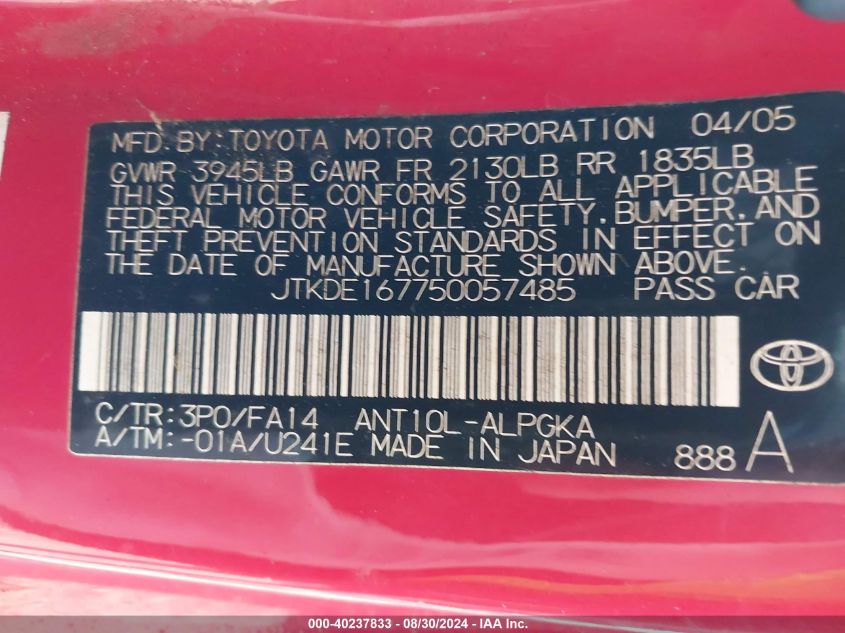 MFD.BY:TOYOTA MOTOR CORPORATION 04/05
GVWR 3945LB GAWR FR 2130LB RR 1835LB
THIS VEHICLE CONFORMS TO ALL APPLICABLE
FEDERAL MOTOR VEHICLE SAFETY,BUMPER,AND
THEFT PREVENTION STANDARDS IN EFFECT ON
THE DATE OF MANUFACTURE SHOWN ABOVE.
JTKDE167750057485 PASS CAR
C/TR:3P0/FA14 ANT10L-ALPGKA
A/TM:-01A/U241E MADE IN JAPAN 888 A
000-40237833 - 08/30/2024 - IAA Inc.